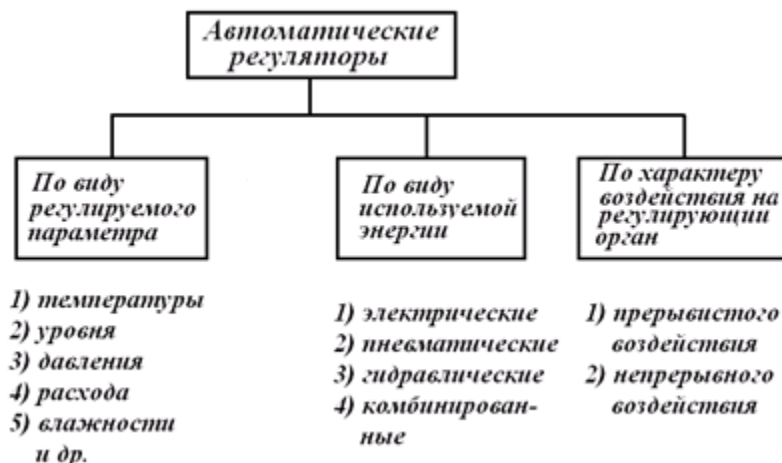 Автоматические
регуляторы
По виду
регулируемого
параметра
По виду
используемой
энергии
По характеру
воздействия на
регулирующий
орган
1) температуры
2) уровня
3) давления
4) расхода
5) влажности
и др.
1) электрические
2) пневматические
3) гидравлические
4) комбинирован-
ные
1) прерывистого
воздействия
2) непрерывного
воздействия